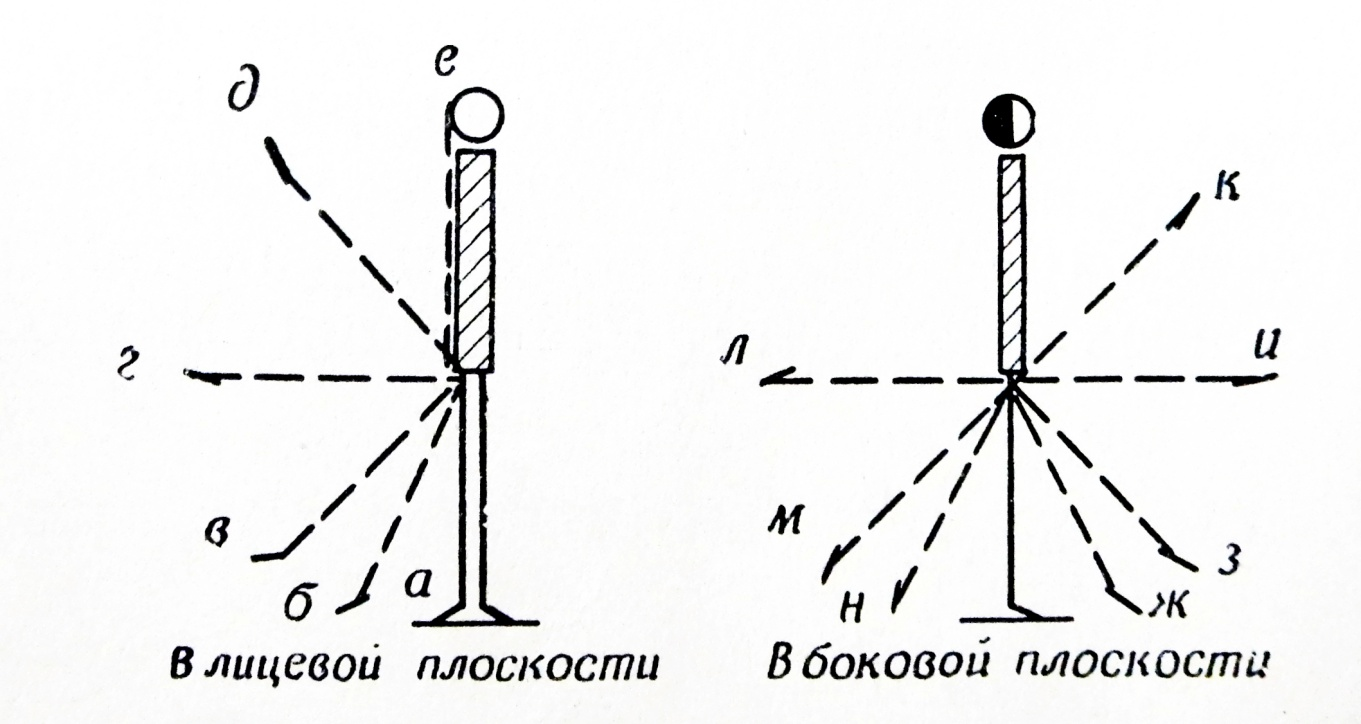 д
е
г
в
б
а
В лицевой плоскости
к
л
и
м
н
з
ж
В боковой плоскости